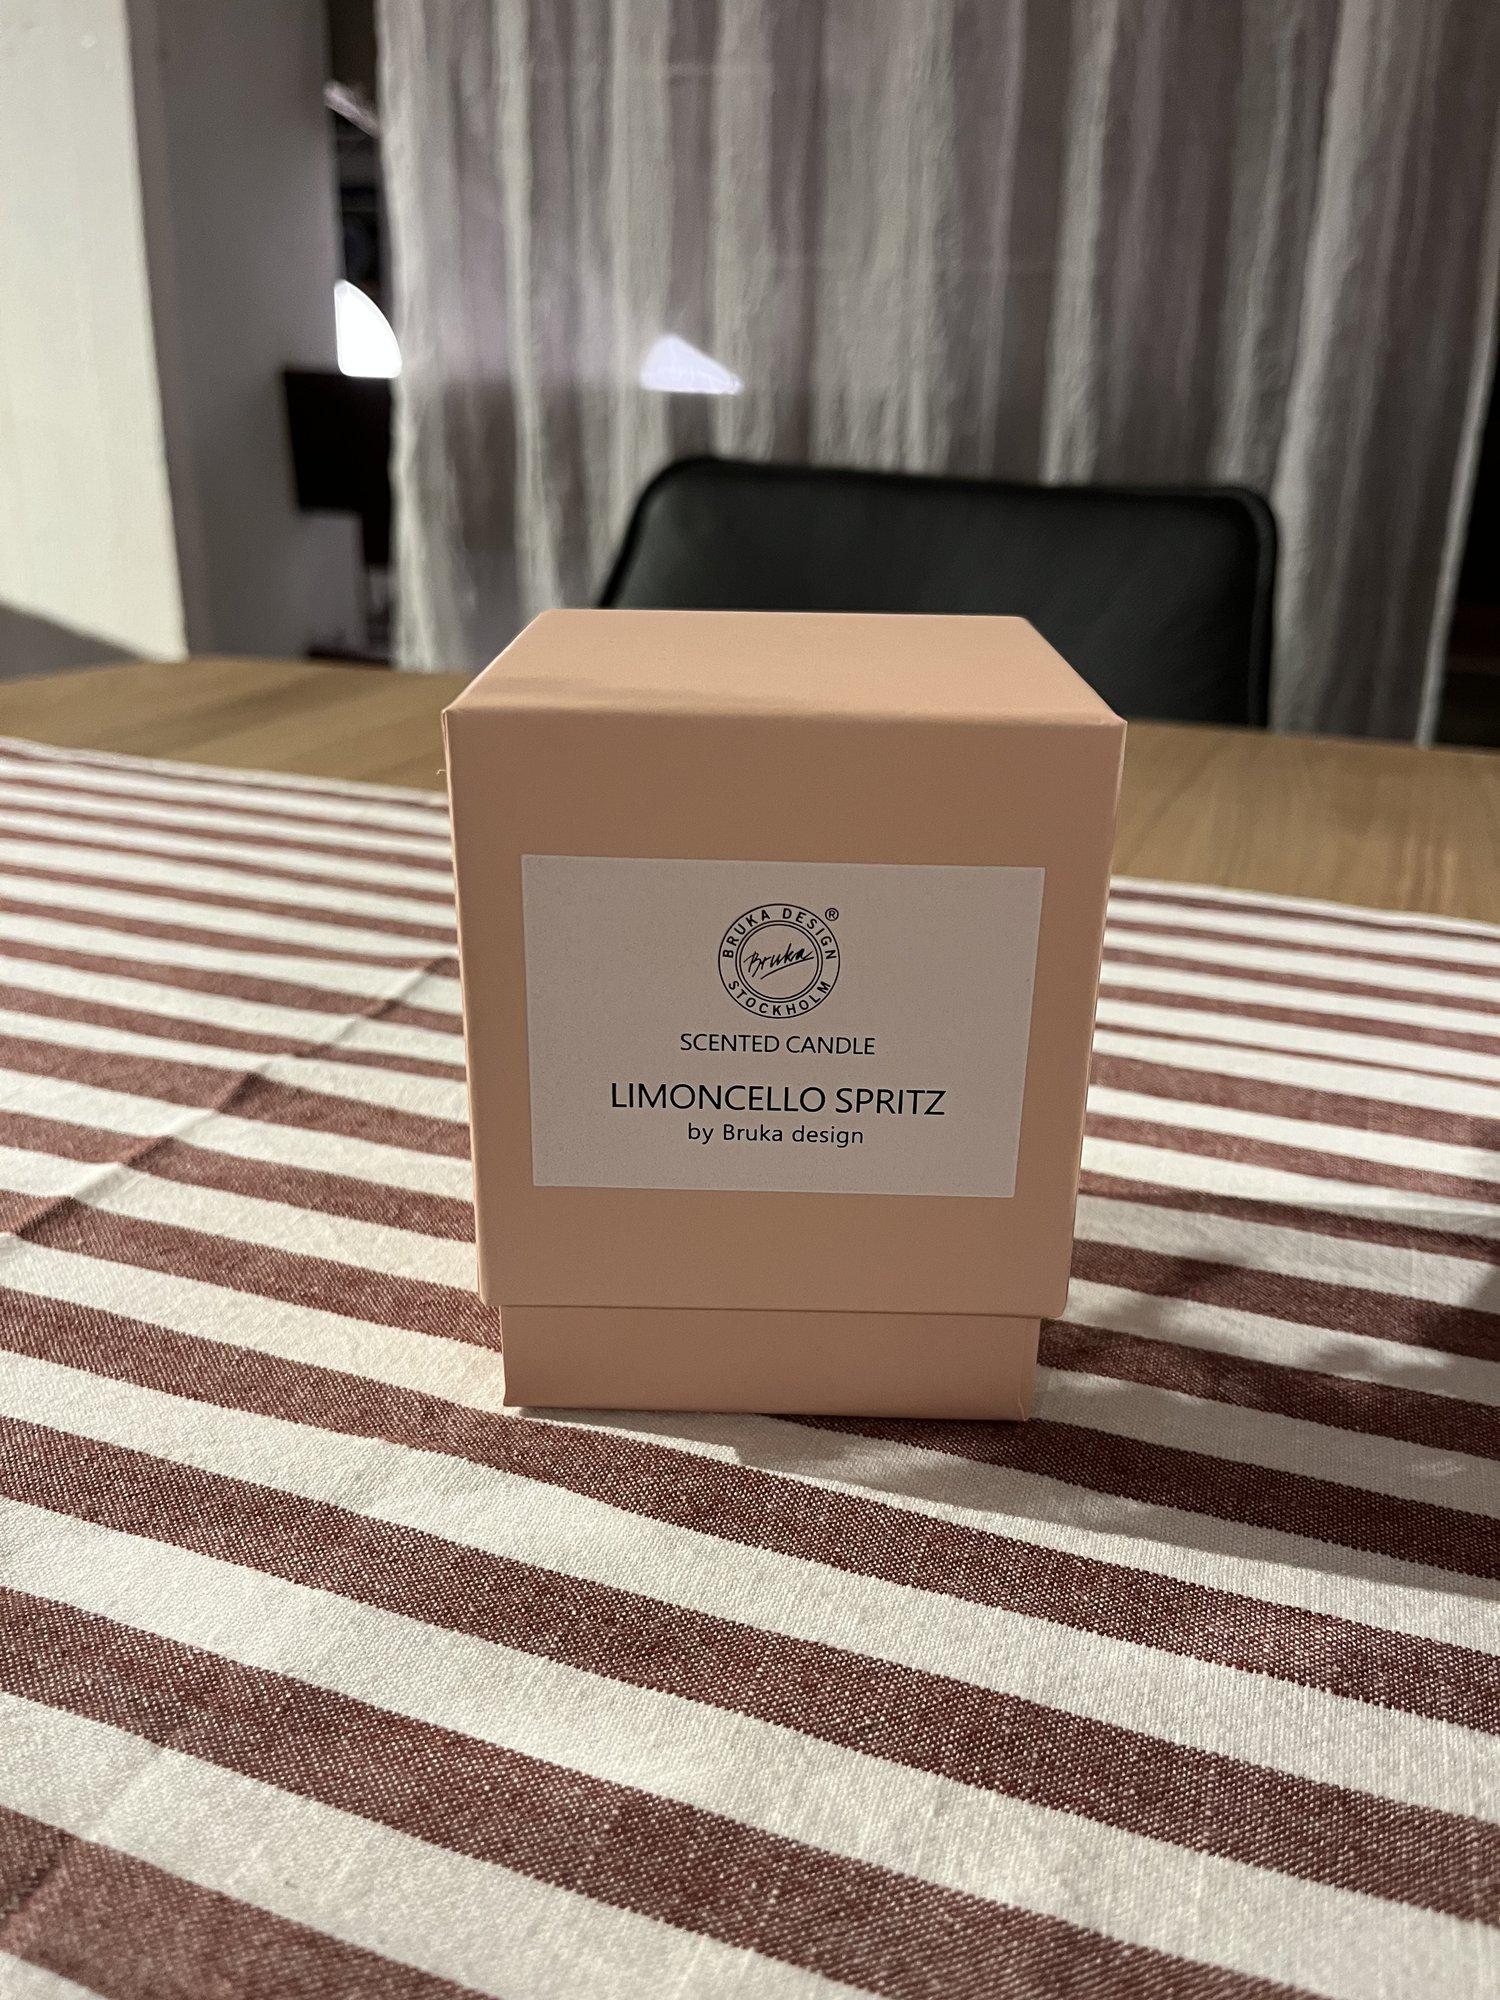 BRUKA DESIGN ®
Bruka
STOCKHOLM
SCENTED CANDLE
LIMONCELLO SPRITZ
by Bruka design